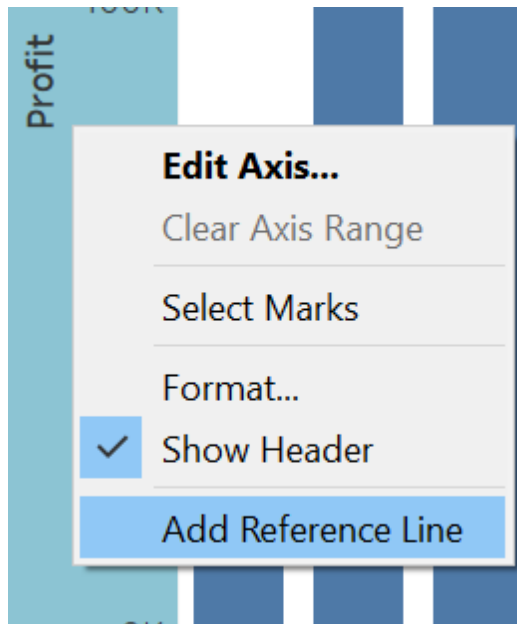 Profit
Edit Axis...
Clear Axis Range
Select Marks
Format...
Show Header
Add Reference Line